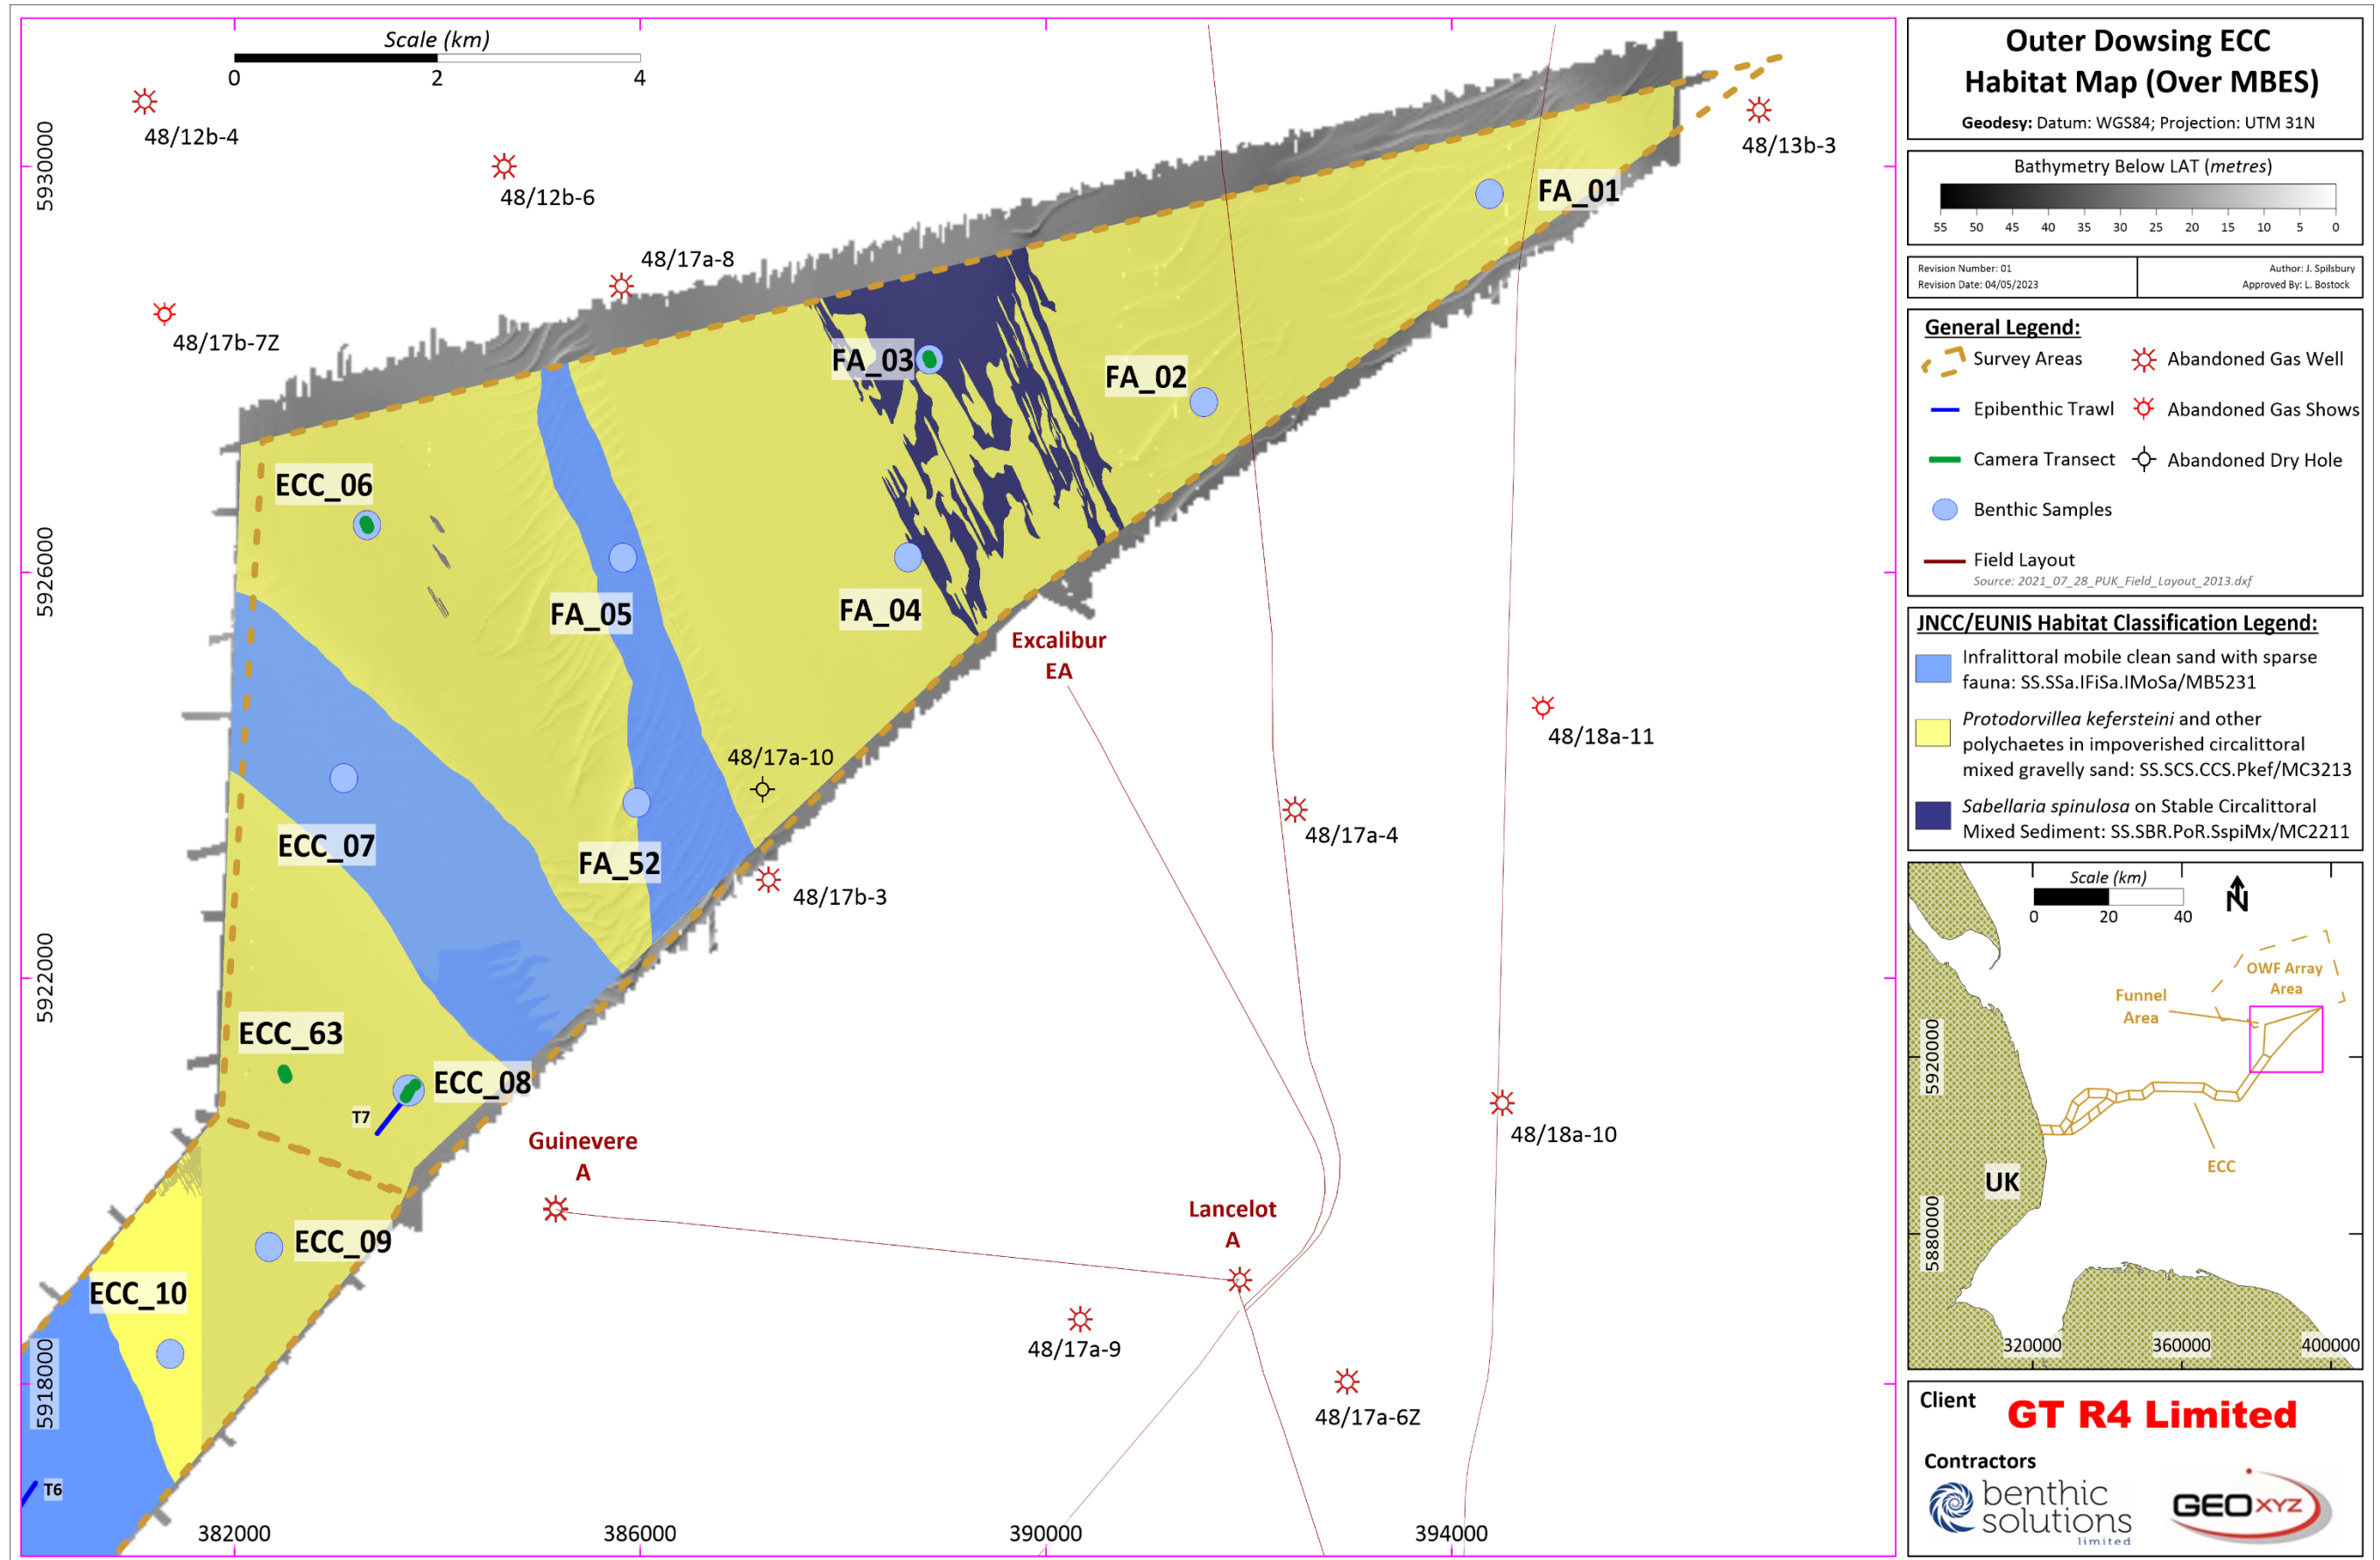 Scale (km)
0 2 4
48/12b-4
48/12b-6
48/13b-3
48/17a-8
48/17b-7Z
FA_01
FA_03
FA_02
ECC_06
FA_05
FA_04
Excalibur
EA
48/17a-10
48/18a-11
48/17a-4
ECC_07
FA_52
48/17b-3
ECC_63
ECC_08
T7
Guinevere
A
48/18a-10
Lancelot
A
ECC_09
ECC_10
48/17a-9
48/17a-6Z
T6
5930000
5926000
5922000
5918000
382000 386000 390000 394000
Outer Dowsing ECC
Habitat Map (Over MBES)
Geodesy: Datum: WGS84; Projection: UTM 31N
Bathymetry Below LAT (metres)
55 50 45 40 35 30 25 20 15 10 5 0
Revision Number: 01
Revision Date: 04/05/2023
Author: J. Spilsbury
Approved By: L. Bostock
General Legend:
Survey Areas
Abandoned Gas Well
Epibenthic Trawl
Abandoned Gas Shows
Camera Transect
Abandoned Dry Hole
Benthic Samples
Field Layout
Source: 2021_07_28_PUK_Field_Layout_2013.dxf
JNCC/EUNIS Habitat Classification Legend:
Infralittoral mobile clean sand with sparse
fauna: SS.SSa.IFiSa.IMoSa/MB5231
Protodorvillea kefersteini and other
polychaetes in impoverished circalittoral
mixed gravelly sand: SS.SCS.CCS.Pkef/MC3213
Sabellaria spinulosa on Stable Circalittoral
Mixed Sediment: SS.SBR.PoR.SspiMx/MC2211
Scale (km)
0 20 40
N
OWF Array
Area
Funnel
Area
ECC
UK
5920000
5880000
320000 360000 400000
Client
GT R4 Limited
Contractors
benthic
solutions
limited
GEOXYZ